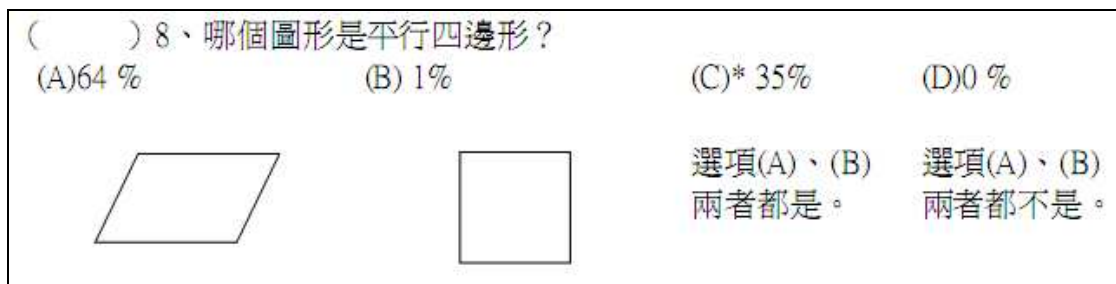 （　　　）8、哪個圖形是平行四邊形？
(A)64 %　(B) 1%　(C)* 35%　(D)0 %
選項(A)、(B)　選項(A)、(B)
兩者都是。　兩者都不是。